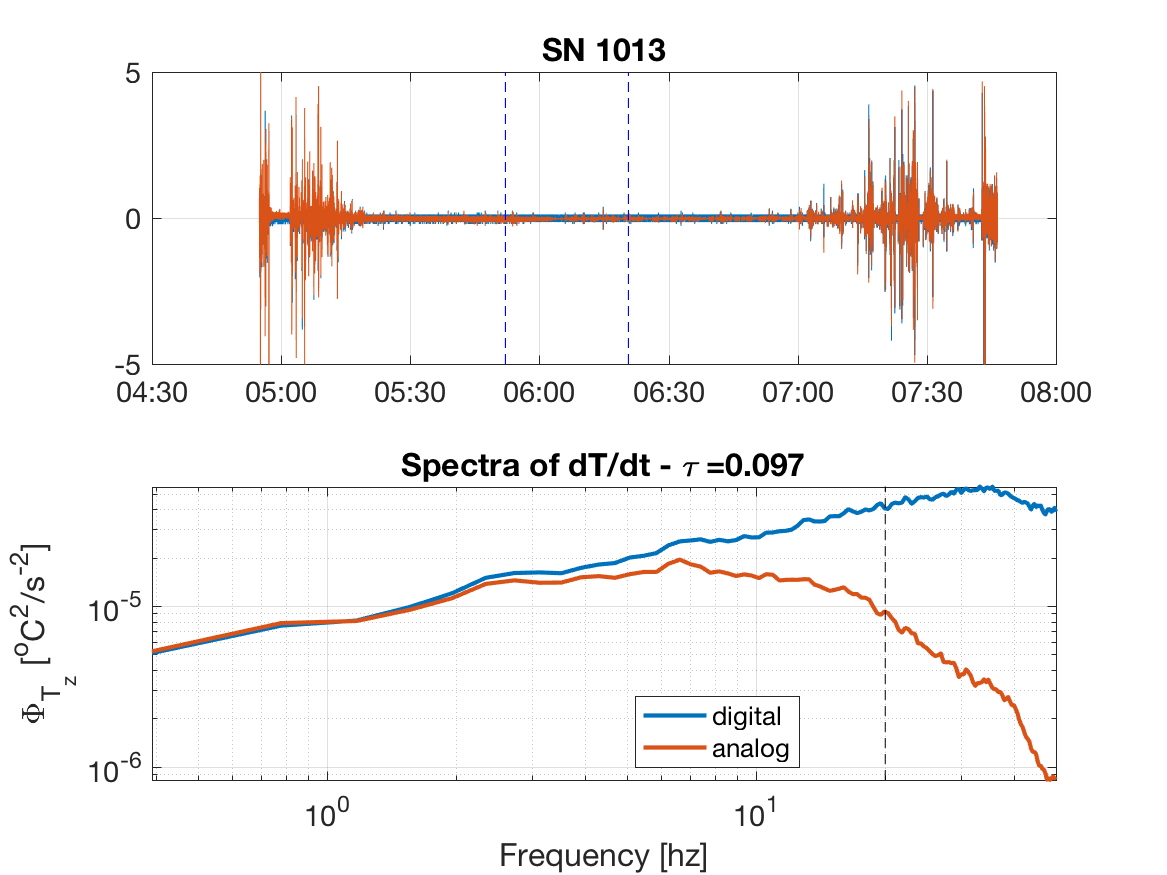 SN 1013
5
0
-5
04:30 05:00 05:30 06:00 06:30 07:00 07:30 08:00
Spectra of dT/dt - τ =0.097
Φ_T_z [°C²/s⁻²]
10⁻⁵
10⁻⁶
digital
analog
10⁰ 10¹
Frequency [hz]